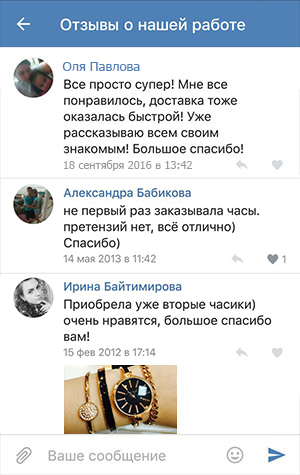 Отзывы о нашей работе
Оля Павлова
Все просто супер! Мне все
понравилось, доставка тоже
оказалась быстрой! Уже
рассказываю всем своим
знакомым! Большое спасибо!
18 сентября 2016 в 13:42
Александра Бабикова
не первый раз заказывала часы.
претензий нет, всё отлично)
Спасибо)
14 мая 2013 в 11:42
1
Ирина Байтимирова
Приобрела уже вторые часики)
очень нравятся, большое спасибо
вам!
15 фев 2012 в 17:14
Ваше сообщение